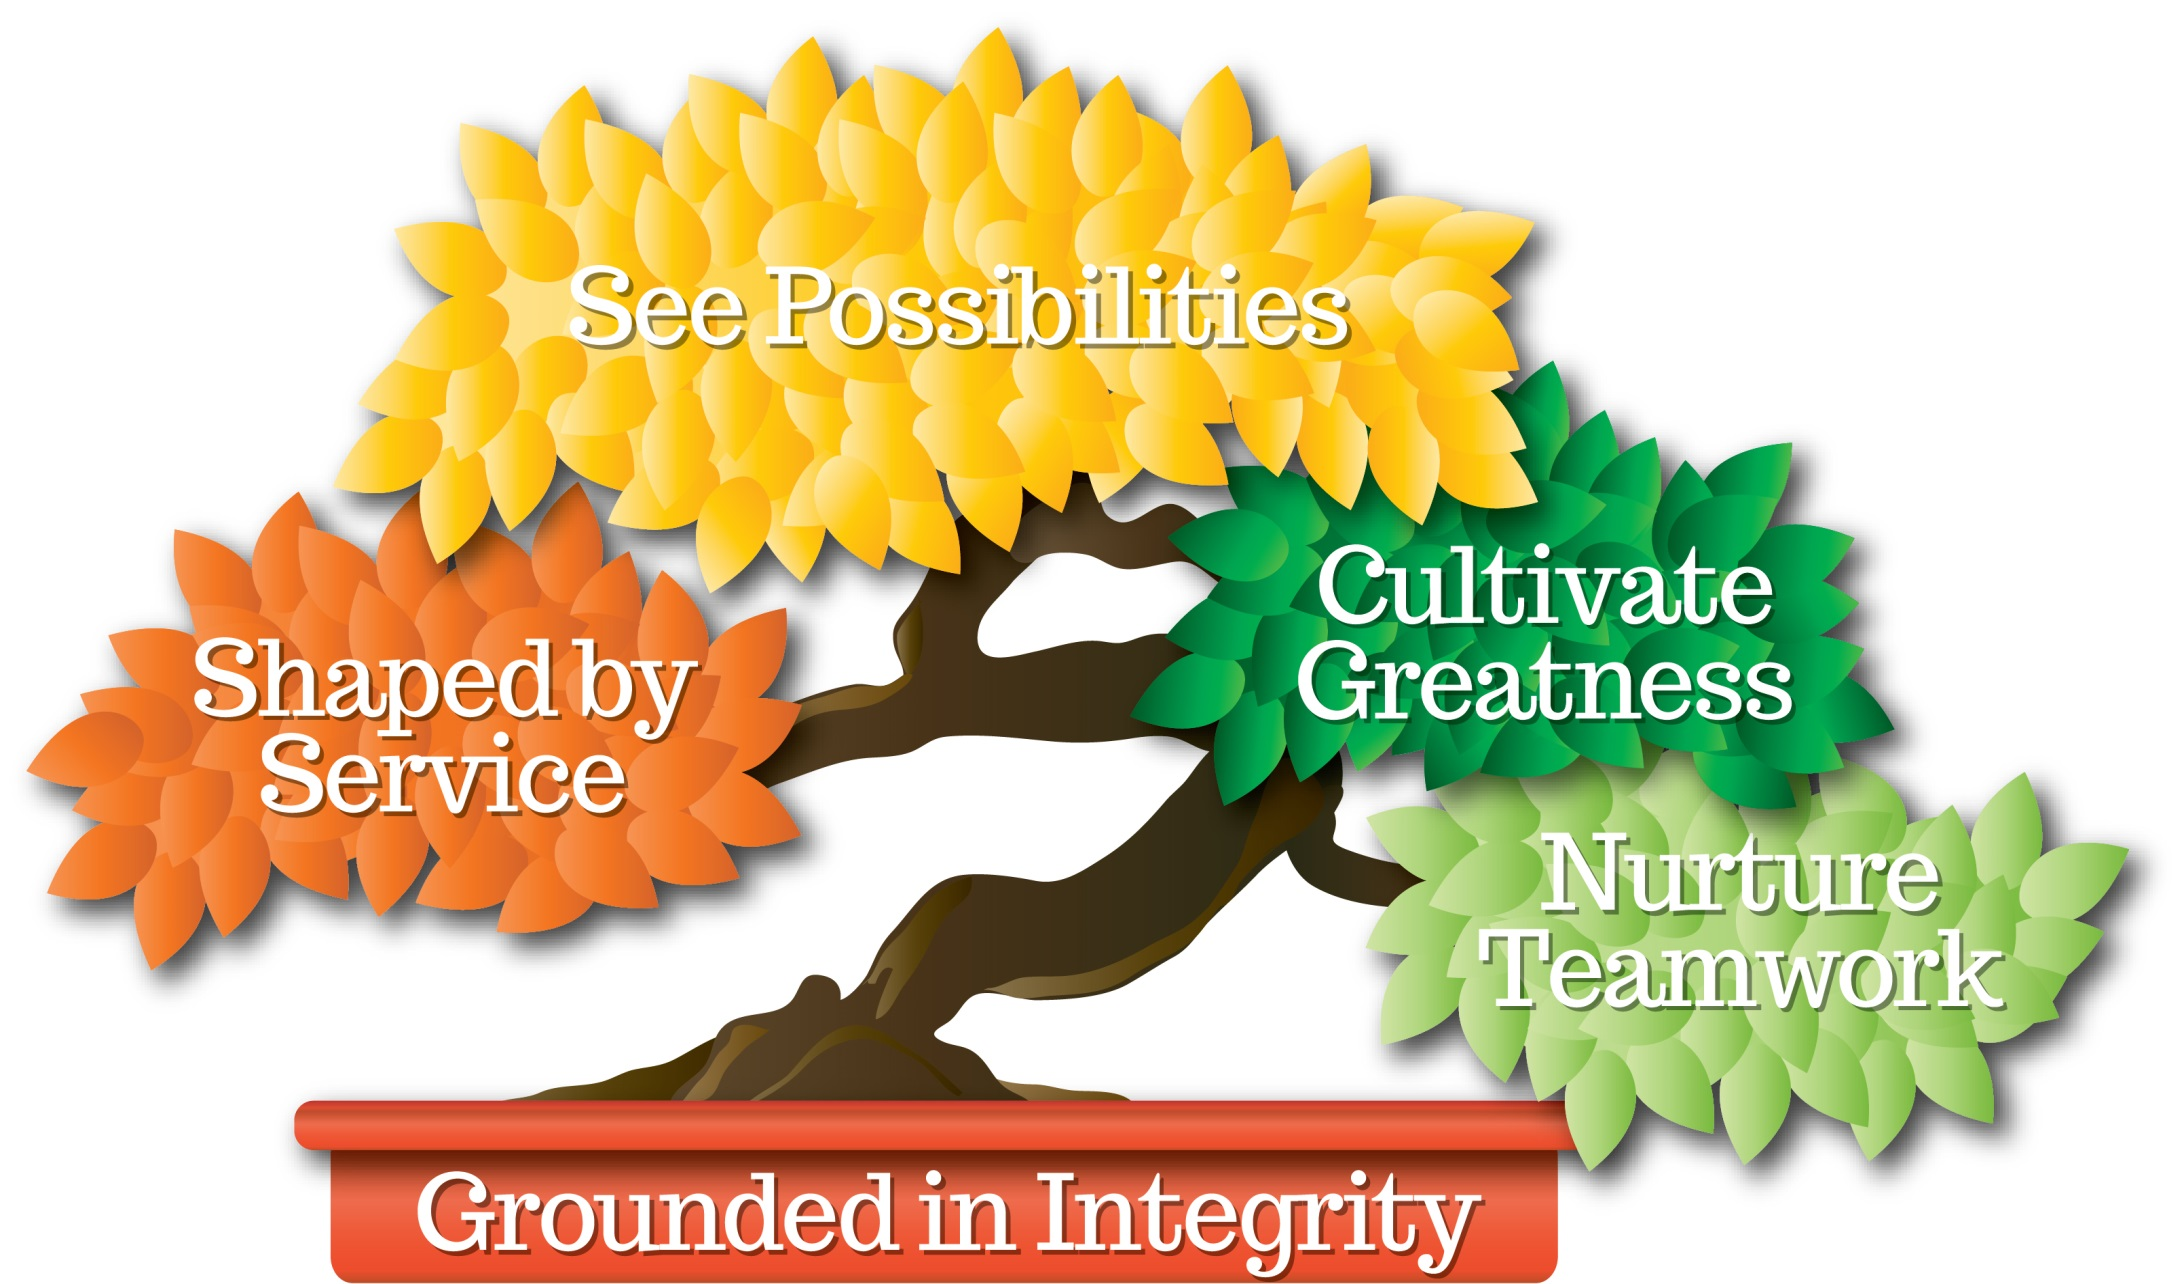 See Possibilities
Shaped by
Service
Cultivate
Greatness
Nurture
Teamwork
Grounded in Integrity